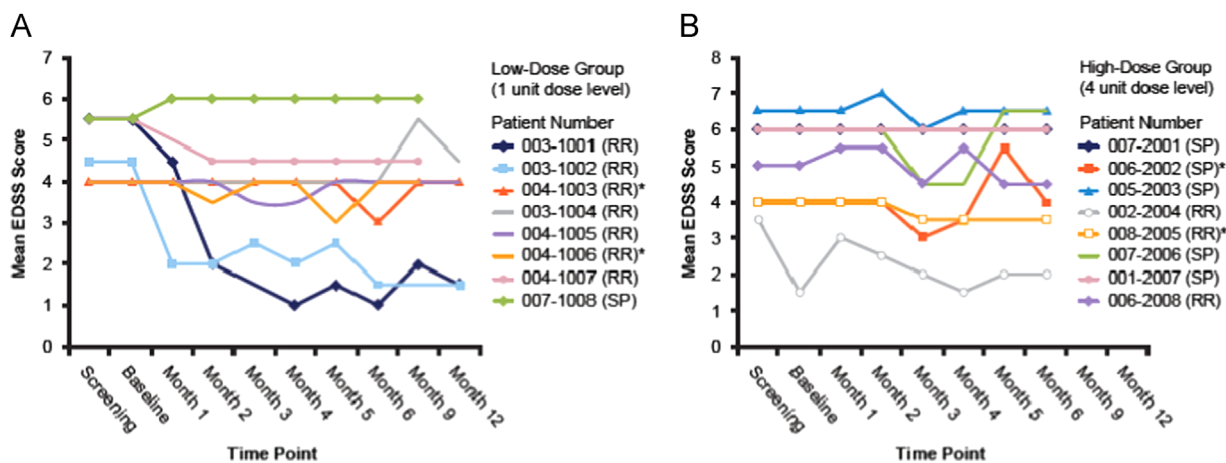 A
Mean EDSS Score
7
6
5
4
3
2
1
0
Screening
Baseline
Month 1
Month 2
Month 3
Month 4
Month 5
Month 6
Month 9
Month 12
Time Point
Low-Dose Group
(1 unit dose level)
Patient Number
003-1001 (RR)
003-1002 (RR)
004-1003 (RR)*
003-1004 (RR)
004-1005 (RR)
004-1006 (RR)*
004-1007 (RR)
007-1008 (SP)
B
Mean EDSS Score
8
7
6
5
4
3
2
1
0
Screening
Baseline
Month 1
Month 2
Month 3
Month 4
Month 5
Month 6
Month 9
Month 12
Time Point
High-Dose Group
(4 unit dose level)
Patient Number
007-2001 (SP)
006-2002 (SP)*
005-2003 (SP)
002-2004 (RR)
008-2005 (RR)*
007-2006 (SP)
001-2007 (SP)
006-2008 (RR)